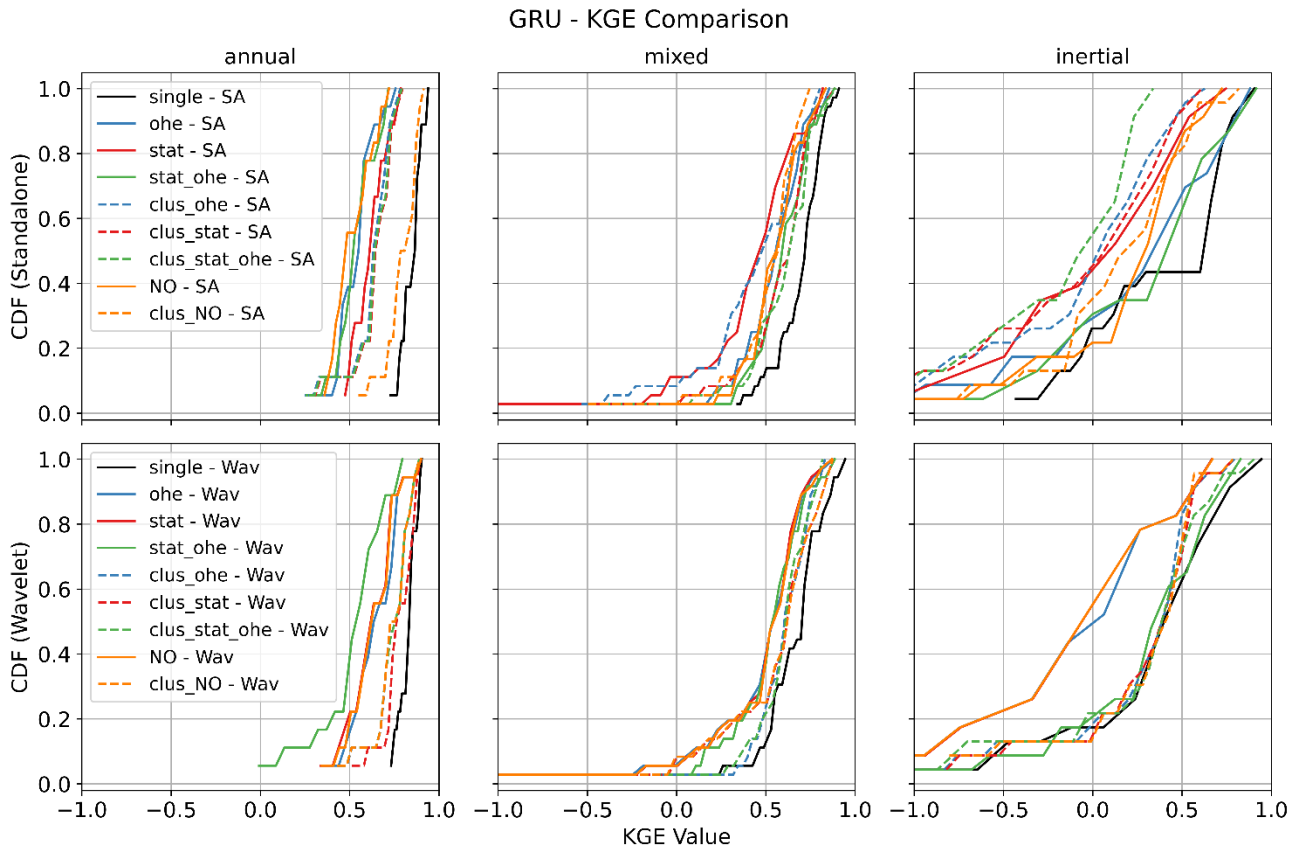 GRU - KGE Comparison
annual
mixed
inertial
CDF (Standalone)
1.0
0.8
0.6
0.4
0.2
0.0
single - SA
ohe - SA
stat - SA
stat_ohe - SA
clus_ohe - SA
clus_stat - SA
clus_stat_ohe - SA
NO - SA
clus_NO - SA
CDF (Wavelet)
1.0
0.8
0.6
0.4
0.2
0.0
single - Wav
ohe - Wav
stat - Wav
stat_ohe - Wav
clus_ohe - Wav
clus_stat - Wav
clus_stat_ohe - Wav
NO - Wav
clus_NO - Wav
−1.0 0.0 0.5 1.0
−1.0 −0.5 0.0 0.5 1.0
−1.0 −0.5 0.0 0.5 1.0
KGE Value